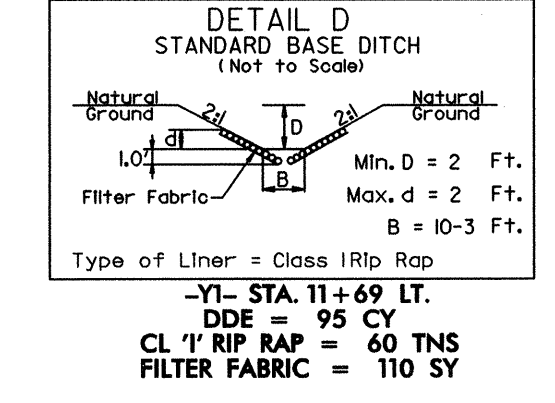 DETAIL D
STANDARD BASE DITCH
(Not to Scale)
Natural
Ground
2:1
D
2:1
Natural
Ground
d
1.0'
B
Filter Fabric
Min. D = 2 Ft.
Max. d = 2 Ft.
B = 10-3 Ft.
Type of Liner = Class I Rip Rap
-Y1- STA. 11+69 LT.
DDE = 95 CY
CL 'I' RIP RAP = 60 TNS
FILTER FABRIC = 110 SY